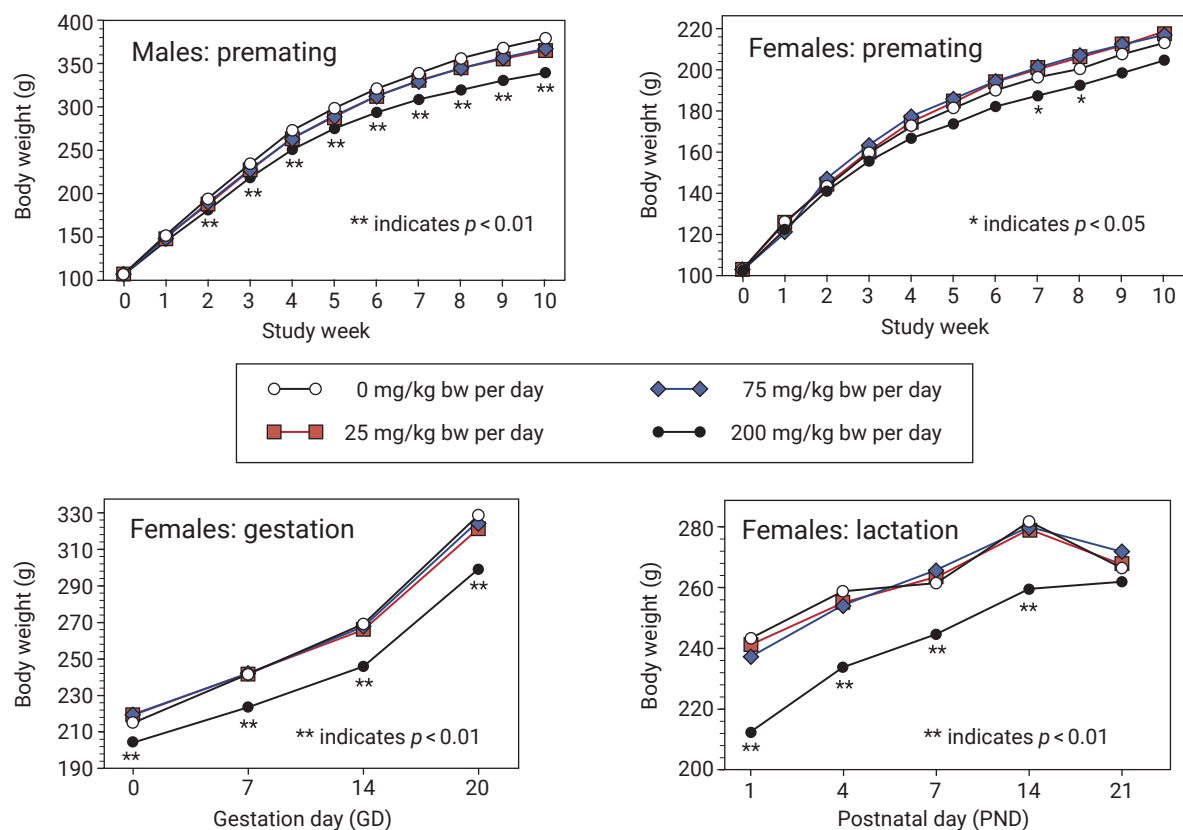 Males: premating
Body weight (g)
400
350
300
250
200
150
100
**
**
**
**
**
**
**
**
**
** indicates p < 0.01
0 1 2 3 4 5 6 7 8 9 10
Study week
Females: premating
Body weight (g)
220
200
180
160
140
120
100
*
*
* indicates p < 0.05
0 1 2 3 4 5 6 7 8 9 10
Study week
0 mg/kg bw per day
75 mg/kg bw per day
25 mg/kg bw per day
200 mg/kg bw per day
Females: gestation
Body weight (g)
330
310
290
270
250
230
210
190
**
**
**
**
** indicates p < 0.01
0 7 14 20
Gestation day (GD)
Females: lactation
Body weight (g)
280
260
240
220
200
**
**
**
**
** indicates p < 0.01
1 4 7 14 21
Postnatal day (PND)